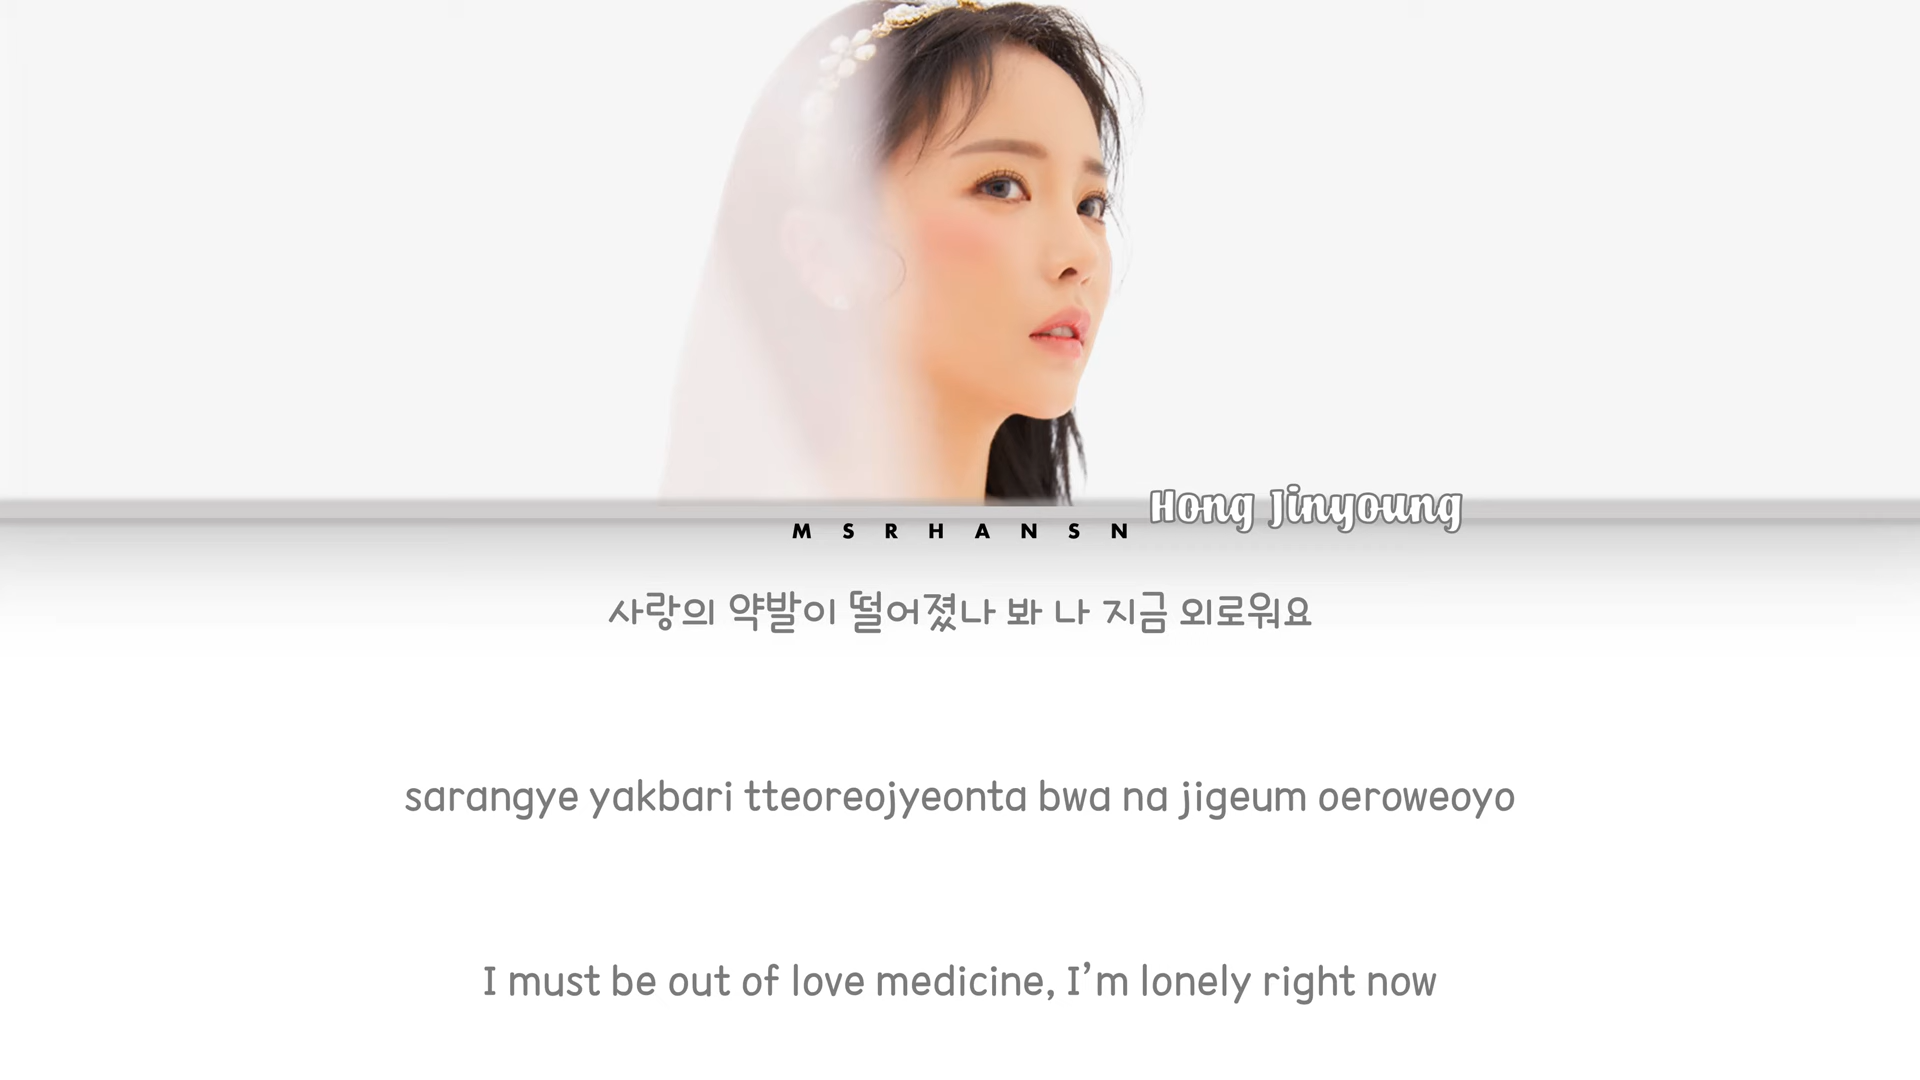 Hong Jinyoung
M S R H A N S N
사랑의 약발이 떨어졌나 봐 나 지금 외로워요
sarangye yakbari tteoreojyeonta bwa na jigeum oeroweoyo
I must be out of love medicine, I’m lonely right now